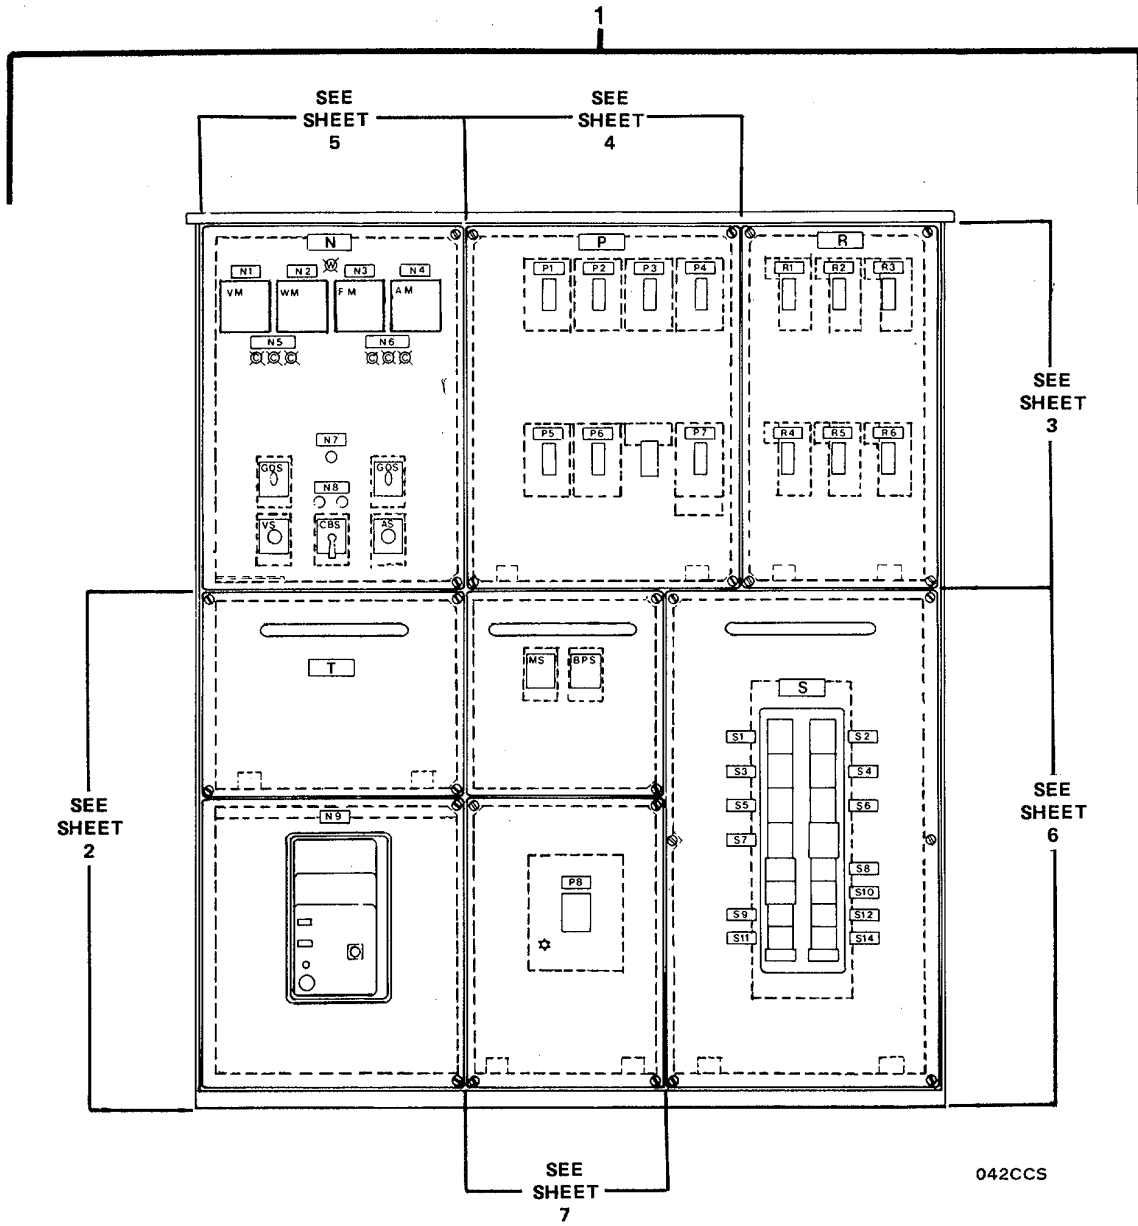 1
SEE
SHEET
5
SEE
SHEET
4
N
P
R
N1
N2
W
N3
N4
VM
WM
FM
AM
N5
N6
C C C
C C C
P1
P2
P3
P4
R1
R2
R3
SEE
SHEET
3
N7
GOS
GOS
N8
VS
CBS
AS
P5
P6
P7
R4
R5
R6
T
MS
BPS
S
S1
S2
S3
S4
S5
S6
S7
S8
S10
S9
S12
S11
S14
SEE
SHEET
2
SEE
SHEET
6
N9
P8
SEE
SHEET
7
042CCS